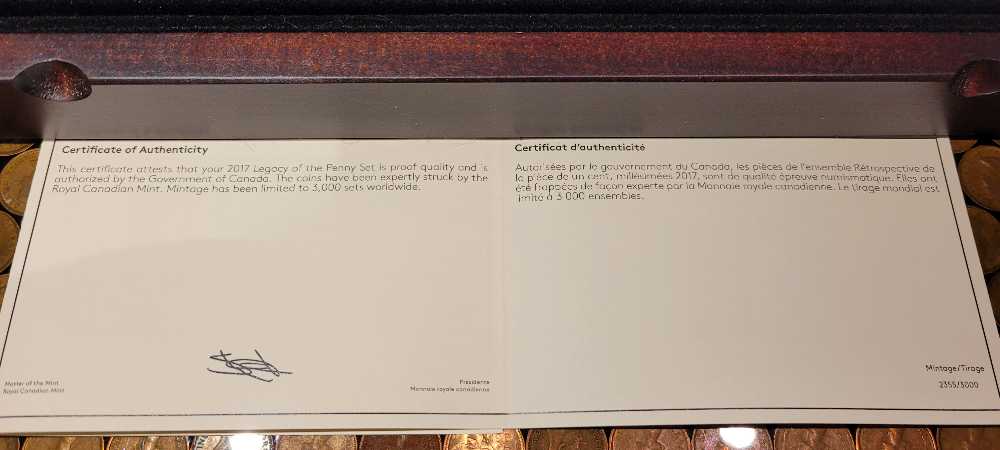 Certificate of Authenticity
This certificate attests that your 2017 Legacy of the Penny Set is proof quality and is
authorized by the Government of Canada. The coins have been expertly struck by the
Royal Canadian Mint. Mintage has been limited to 3,000 sets worldwide.
Master of the Mint
Royal Canadian Mint
Présidente
Monnaie royale canadienne
Certificat d'authenticité
Autorisées par le gouvernement du Canada, les pièces de l'ensemble Rétrospective de
la pièce de un cent, millésimées 2017, sont de qualité épreuve numismatique. Elles ont
été frappées de façon experte par la Monnaie royale canadienne. Le tirage mondial est
limité à 3 000 ensembles.
Mintage/Tirage
2355/3000